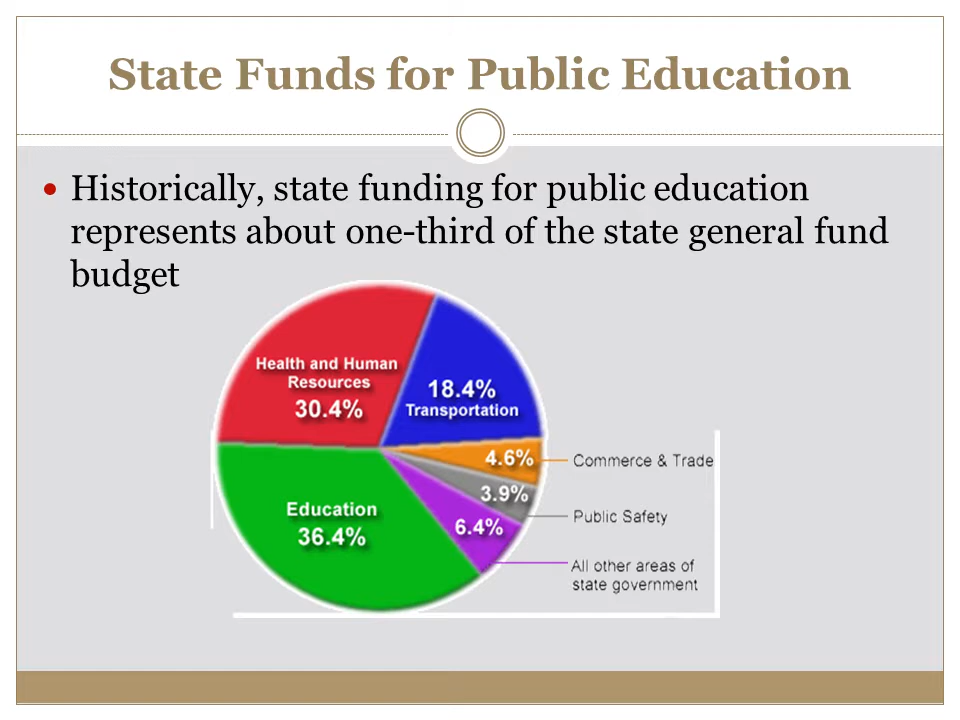 State Funds for Public Education
• Historically, state funding for public education
represents about one-third of the state general fund
budget
Health and Human
Resources
30.4%
18.4%
Transportation
4.6%
Commerce & Trade
3.9%
Public Safety
6.4%
All other areas of
state government
Education
36.4%